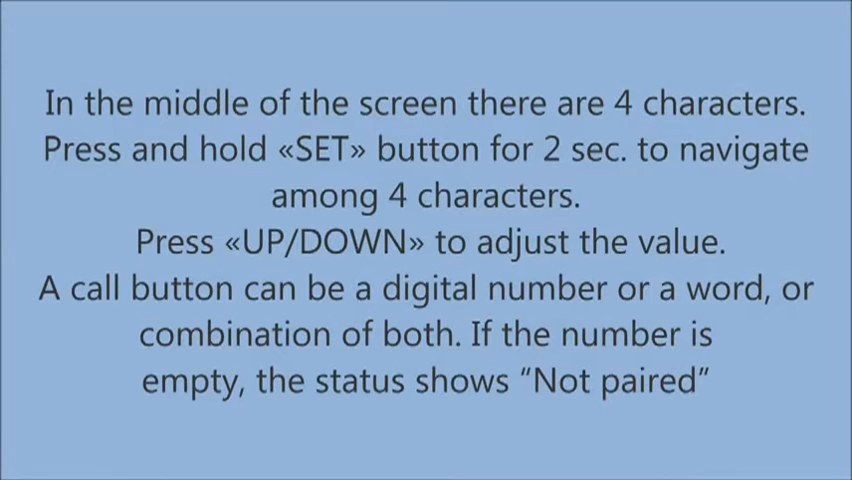 In the middle of the screen there are 4 characters.
Press and hold «SET» button for 2 sec. to navigate
among 4 characters.
Press «UP/DOWN» to adjust the value.
A call button can be a digital number or a word, or
combination of both. If the number is
empty, the status shows “Not paired”